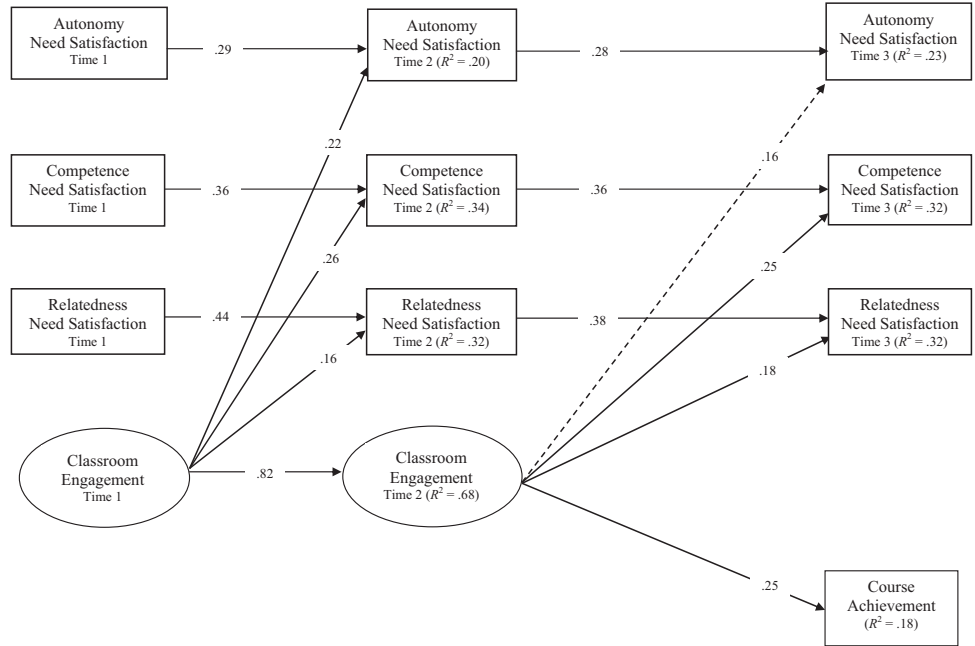 Autonomy
Need Satisfaction
Time 1
.29
Autonomy
Need Satisfaction
Time 2 (R² = .20)
.28
Autonomy
Need Satisfaction
Time 3 (R² = .23)
.22
.16
Competence
Need Satisfaction
Time 1
.36
Competence
Need Satisfaction
Time 2 (R² = .34)
.36
Competence
Need Satisfaction
Time 3 (R² = .32)
.26
.25
Relatedness
Need Satisfaction
Time 1
.44
Relatedness
Need Satisfaction
Time 2 (R² = .32)
.38
Relatedness
Need Satisfaction
Time 3 (R² = .32)
.16
.18
Classroom
Engagement
Time 1
.82
Classroom
Engagement
Time 2 (R² = .68)
.25
Course
Achievement
(R² = .18)